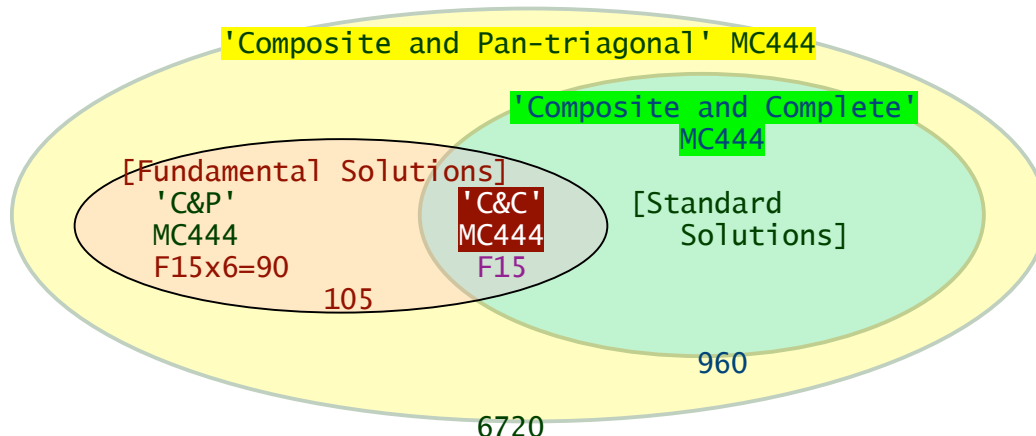 'Composite and Pan-triagonal' MC444
'Composite and Complete'
MC444
[Fundamental Solutions]
'C&P'
MC444
F15x6=90
105
'C&C'
MC444
F15
[Standard
Solutions]
960
6720